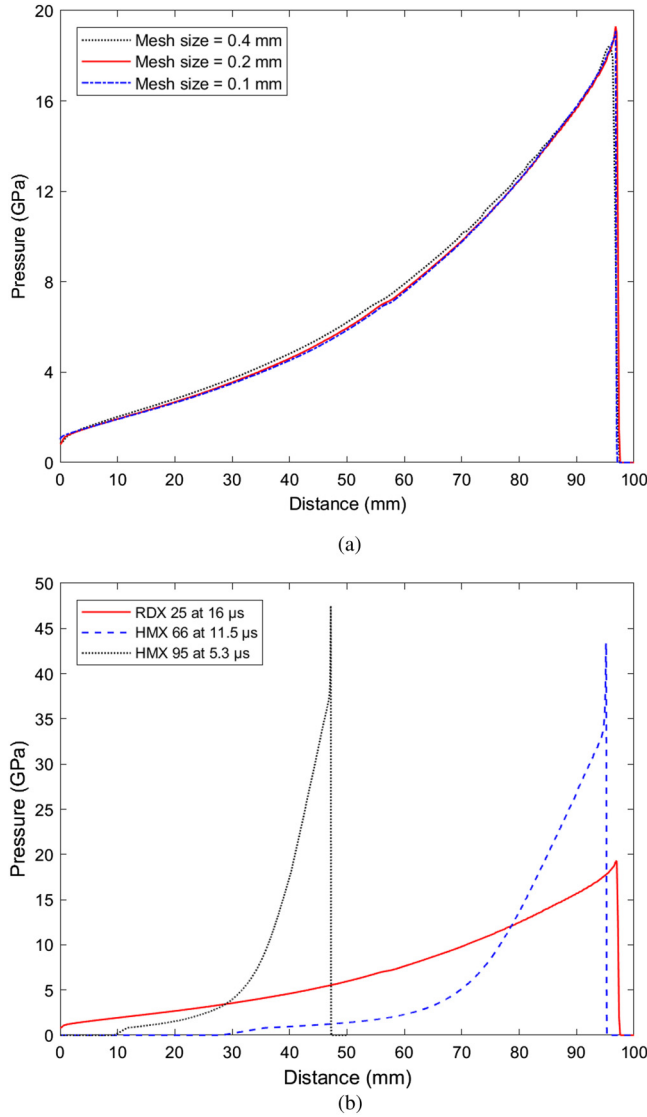 20
16
12
8
4
0
Pressure (GPa)
Mesh size = 0.4 mm
Mesh size = 0.2 mm
Mesh size = 0.1 mm
0 10 20 30 40 50 60 70 80 90 100
Distance (mm)
(a)
50
45
40
35
30
25
20
15
10
5
0
Pressure (GPa)
RDX 25 at 16 µs
HMX 66 at 11.5 µs
HMX 95 at 5.3 µs
0 10 20 30 40 50 60 70 80 90 100
Distance (mm)
(b)